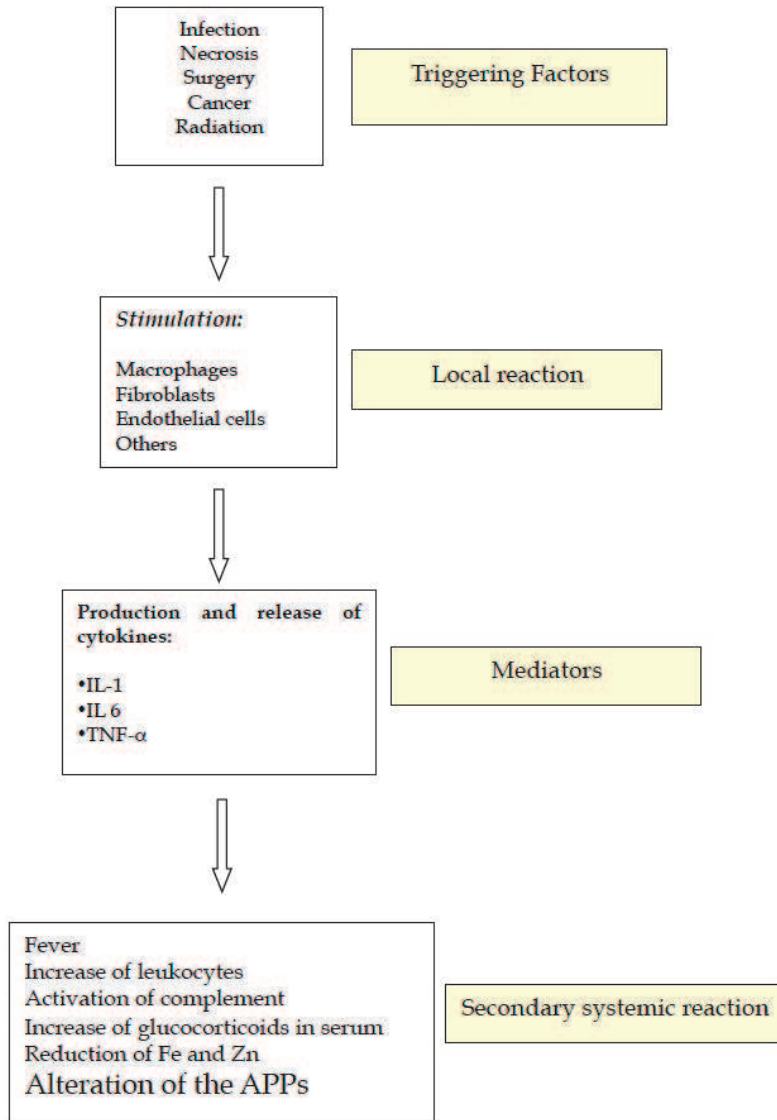 Infection
Necrosis
Surgery
Cancer
Radiation
Triggering Factors
Stimulation:
Macrophages
Fibroblasts
Endothelial cells
Others
Local reaction
Production and release of
cytokines:
•IL-1
•IL 6
•TNF-α
Mediators
Fever
Increase of leukocytes
Activation of complement
Increase of glucocorticoids in serum
Reduction of Fe and Zn
Alteration of the APPs
Secondary systemic reaction